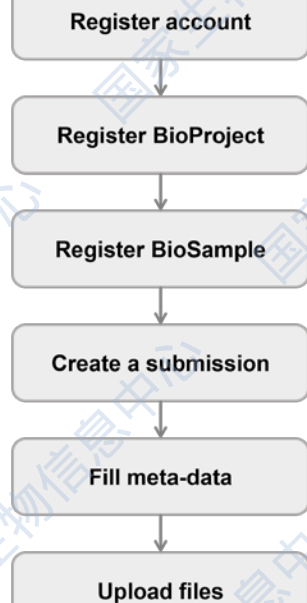 Register account
Register BioProject
Register BioSample
Create a submission
Fill meta-data
Upload files